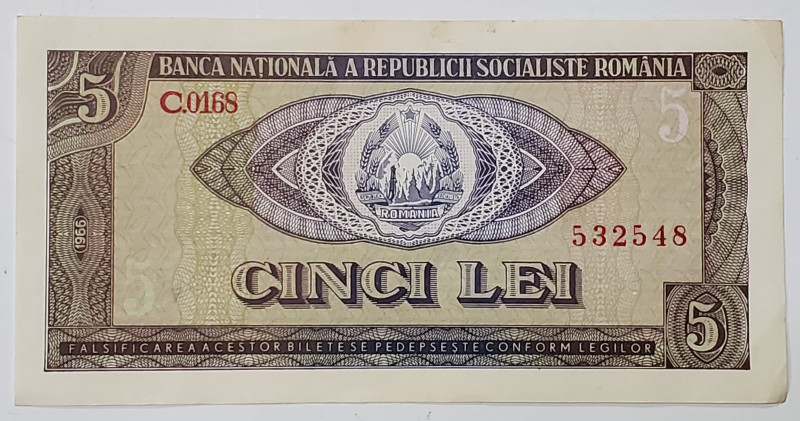 5 BANCA NAȚIONALĂ A REPUBLICII SOCIALISTE ROMÂNIA
C.0168
5
ROMANIA
1966
532548
5
CINCI LEI
5
FALSIFICAREA ACESTOR BILETE SE PEDEPSEȘTE CONFORM LEGILOR